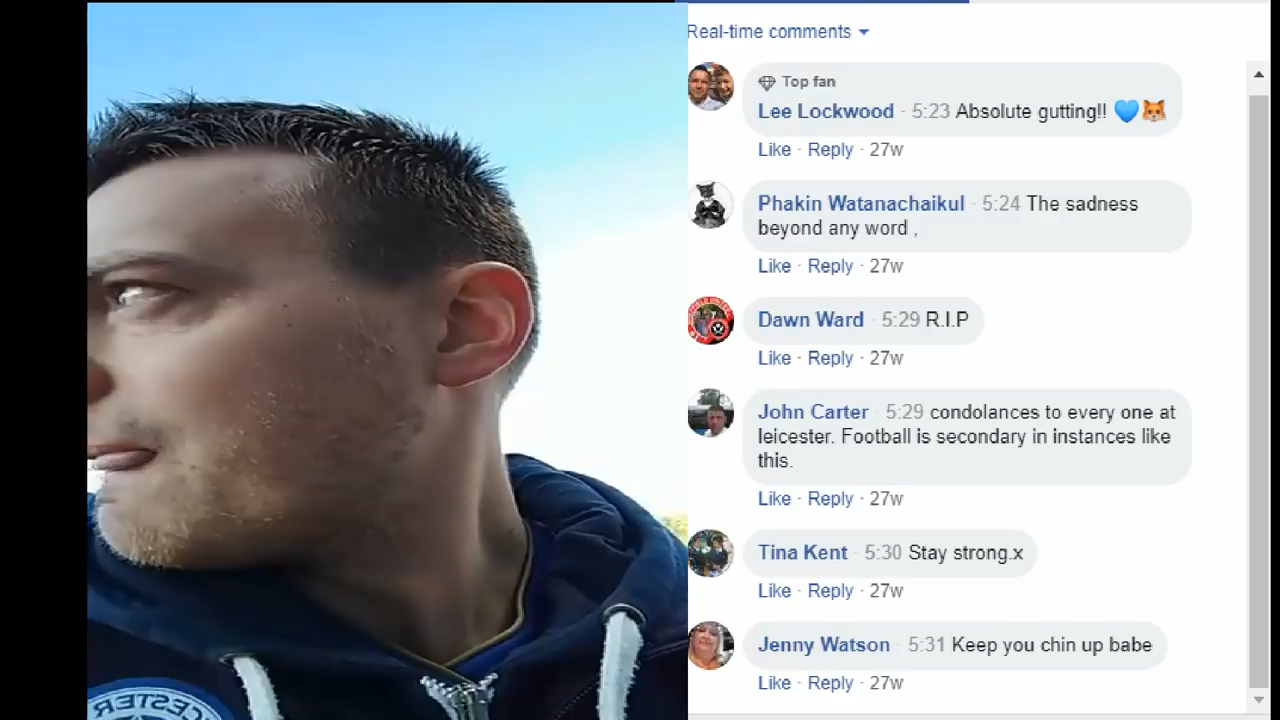 Real-time comments
Top fan
Lee Lockwood · 5:23 Absolute gutting!! 💙🦊
Like · Reply · 27w
Phakin Watanachaikul · 5:24 The sadness
beyond any word ,
Like · Reply · 27w
Dawn Ward · 5:29 R.I.P
Like · Reply · 27w
John Carter · 5:29 condolances to every one at
leicester. Football is secondary in instances like
this.
Like · Reply · 27w
Tina Kent · 5:30 Stay strong.x
Like · Reply · 27w
Jenny Watson · 5:31 Keep you chin up babe
Like · Reply · 27w